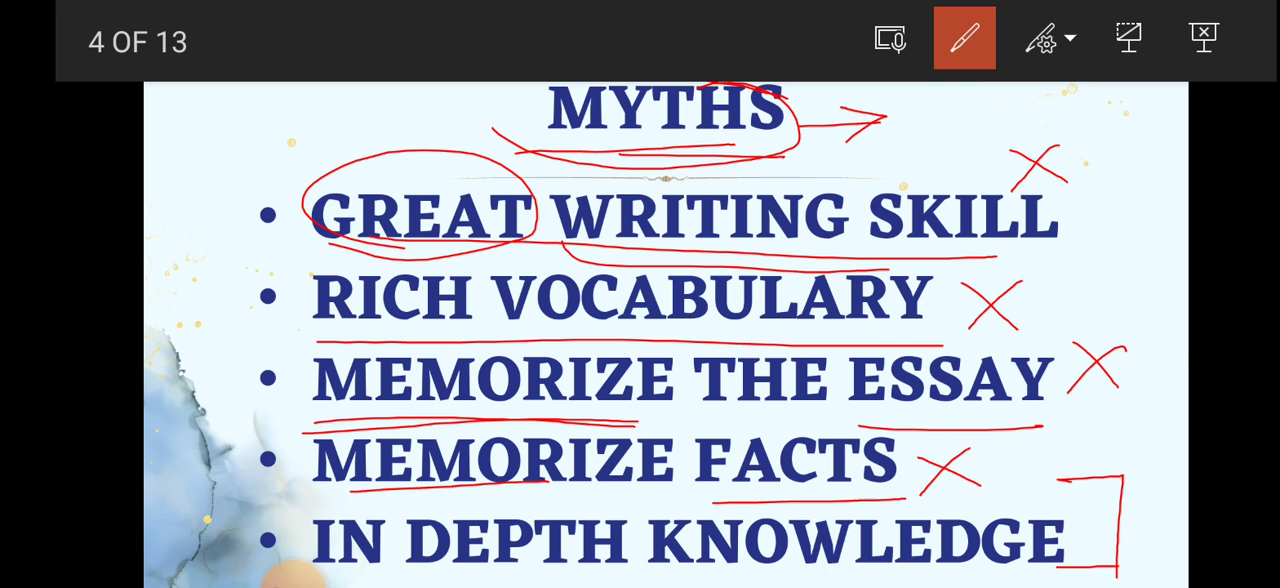 4 OF 13
MYTHS
• GREAT WRITING SKILL
• RICH VOCABULARY
• MEMORIZE THE ESSAY
• MEMORIZE FACTS
• IN DEPTH KNOWLEDGE